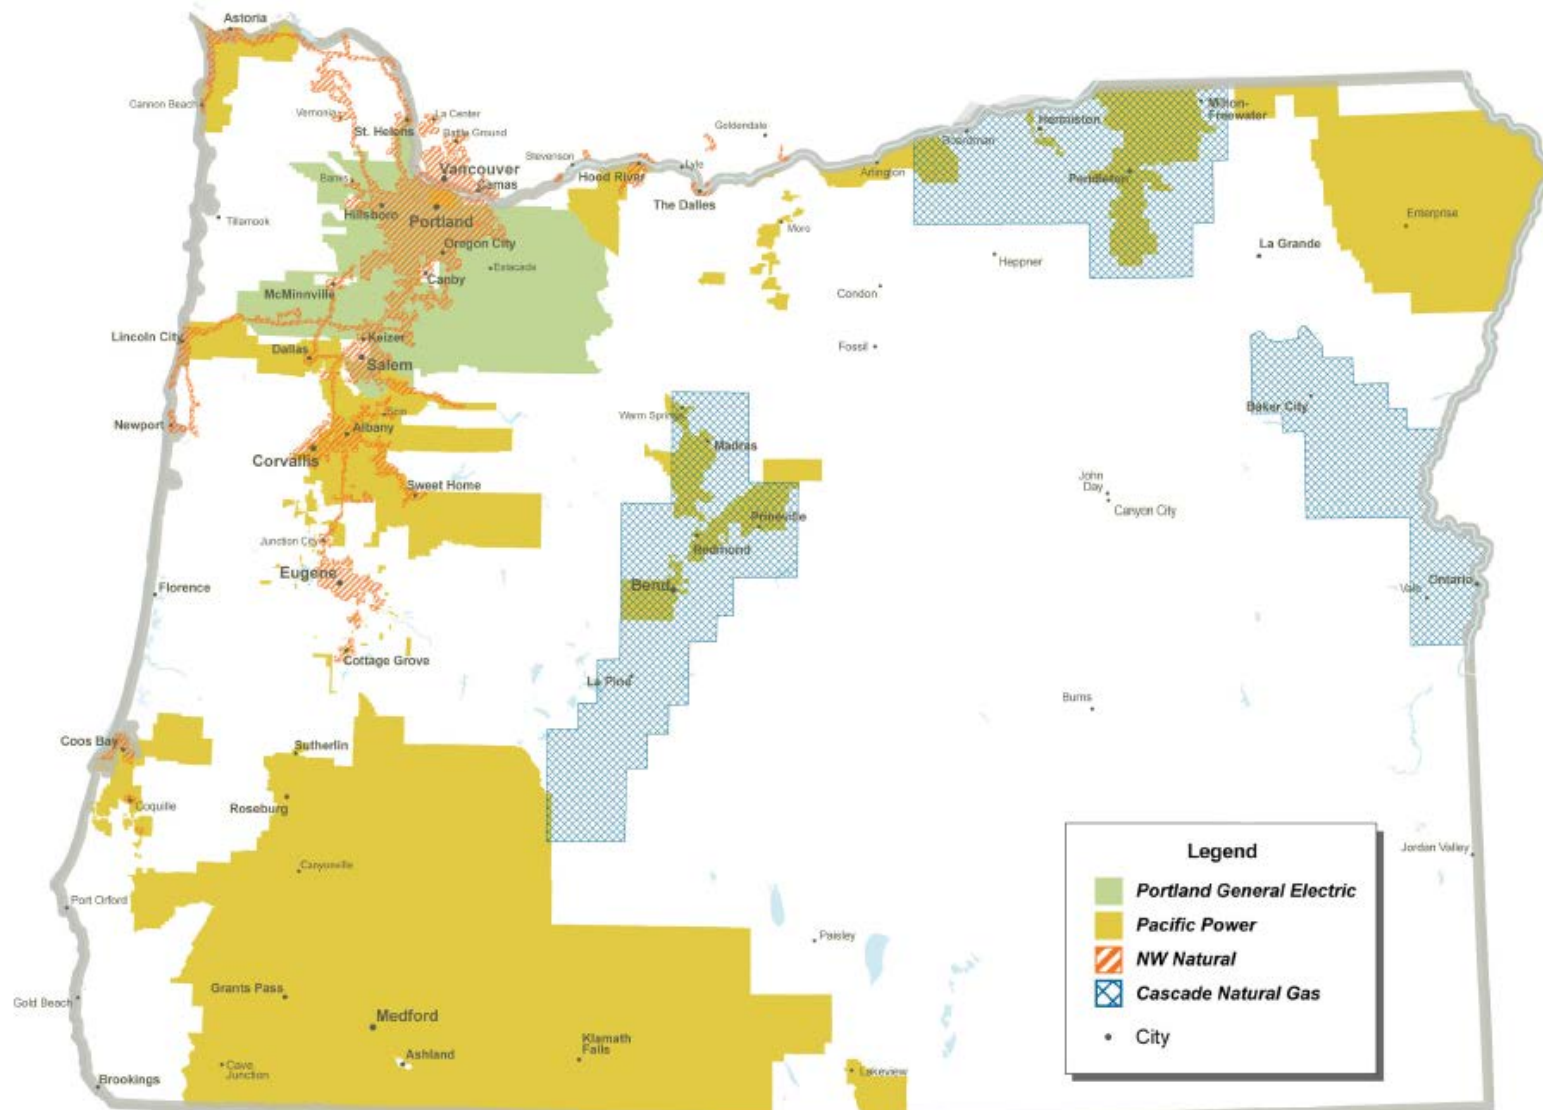 Astoria
Cannon Beach
Vernonia
La Center
St. Helens
Battle Ground
Goldendale
Vancouver
Stevenson
Camas
Banks
Hood River
Lyle
Hillsboro
Portland
The Dalles
Tillamook
Oregon City
Moro
Estacada
Canby
McMinnville
Condon
Lincoln City
Keizer
Dallas
Salem
Fossil
Scio
Newport
Albany
Corvallis
Sweet Home
Junction City
Eugene
Florence
Cottage Grove
Arlington
Boardman
Hermiston
Milton-
Freewater
Pendleton
Heppner
La Grande
Enterprise
Warm Springs
Madras
Prineville
Redmond
Bend
La Pine
Baker City
John
Day
Canyon City
Vale
Ontario
Burns
Coos Bay
Sutherlin
Coquille
Roseburg
Canyonville
Port Orford
Paisley
Jordan Valley
Grants Pass
Gold Beach
Medford
Ashland
Klamath
Falls
Cave
Junction
Brookings
Lakeview
Legend
Portland General Electric
Pacific Power
NW Natural
Cascade Natural Gas
City